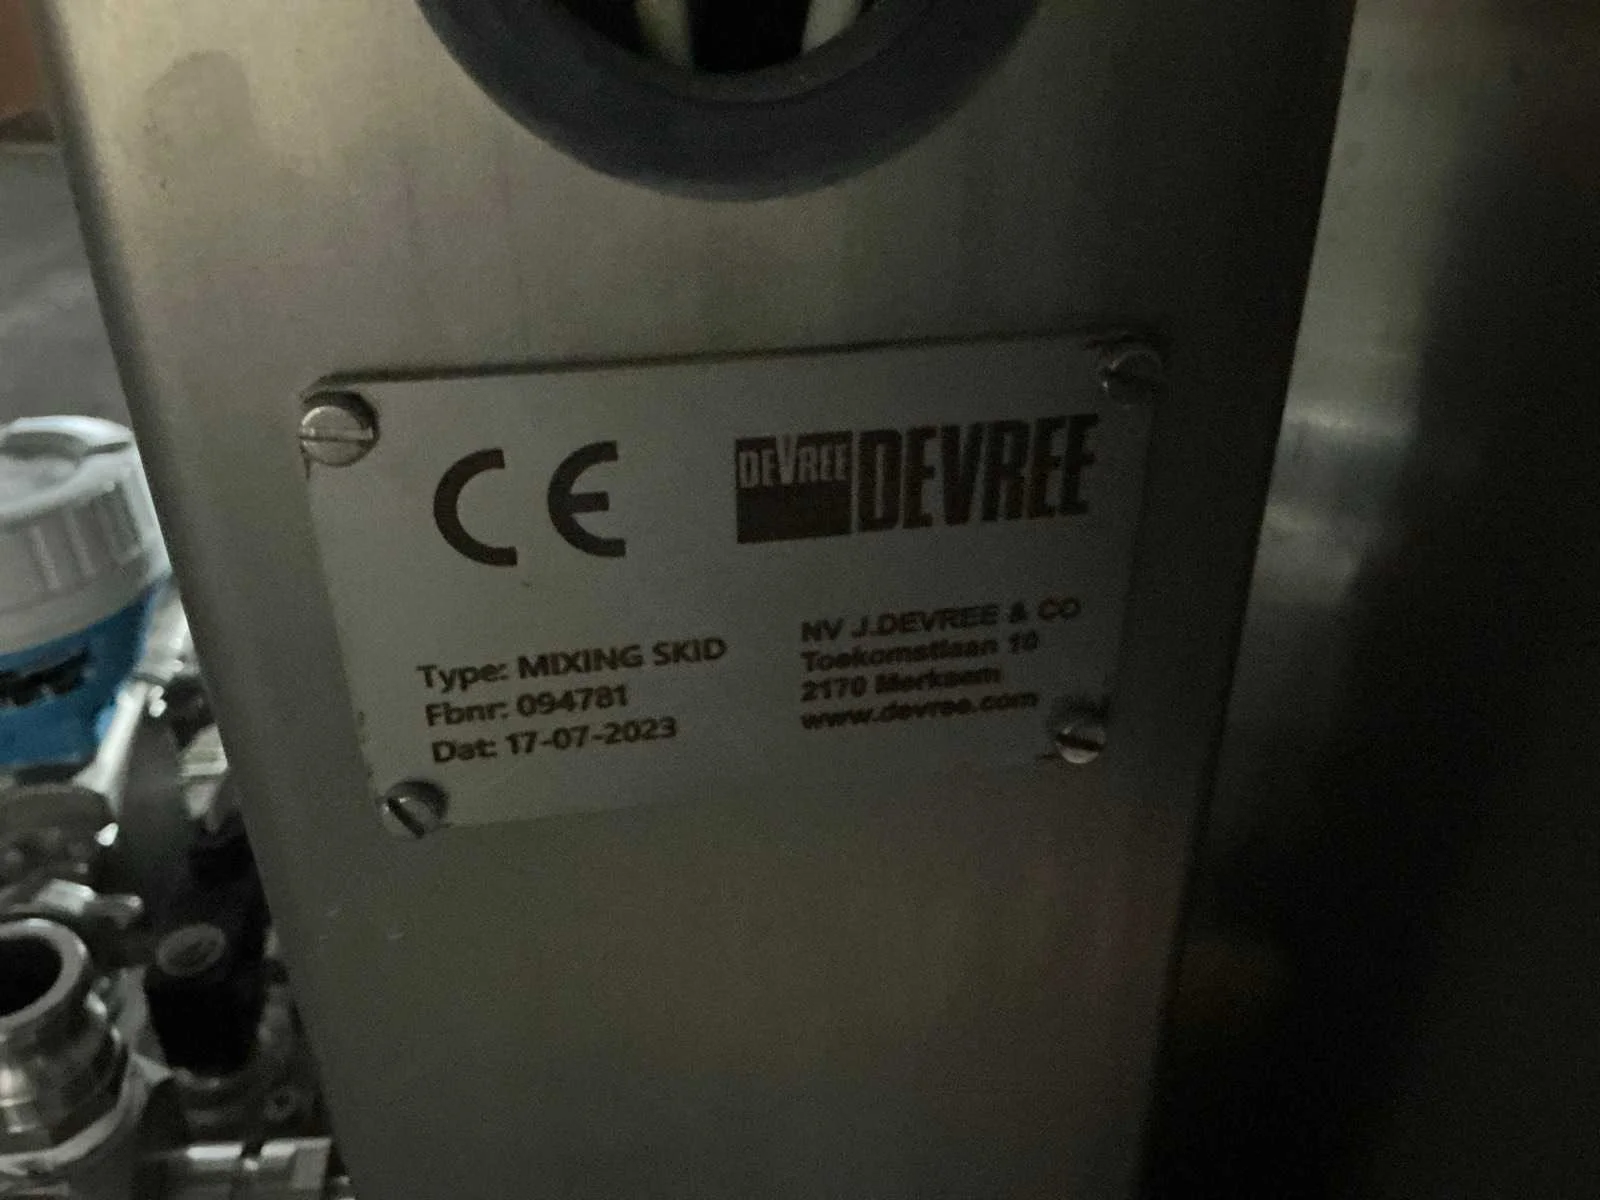 CE
DEVREE DEVREE
Type: MIXING SKID
Fbnr: 094781
Dat: 17-07-2023
NV J.DEVREE & CO
Toekomstlaan 10
2170 Merksem
www.devree.com